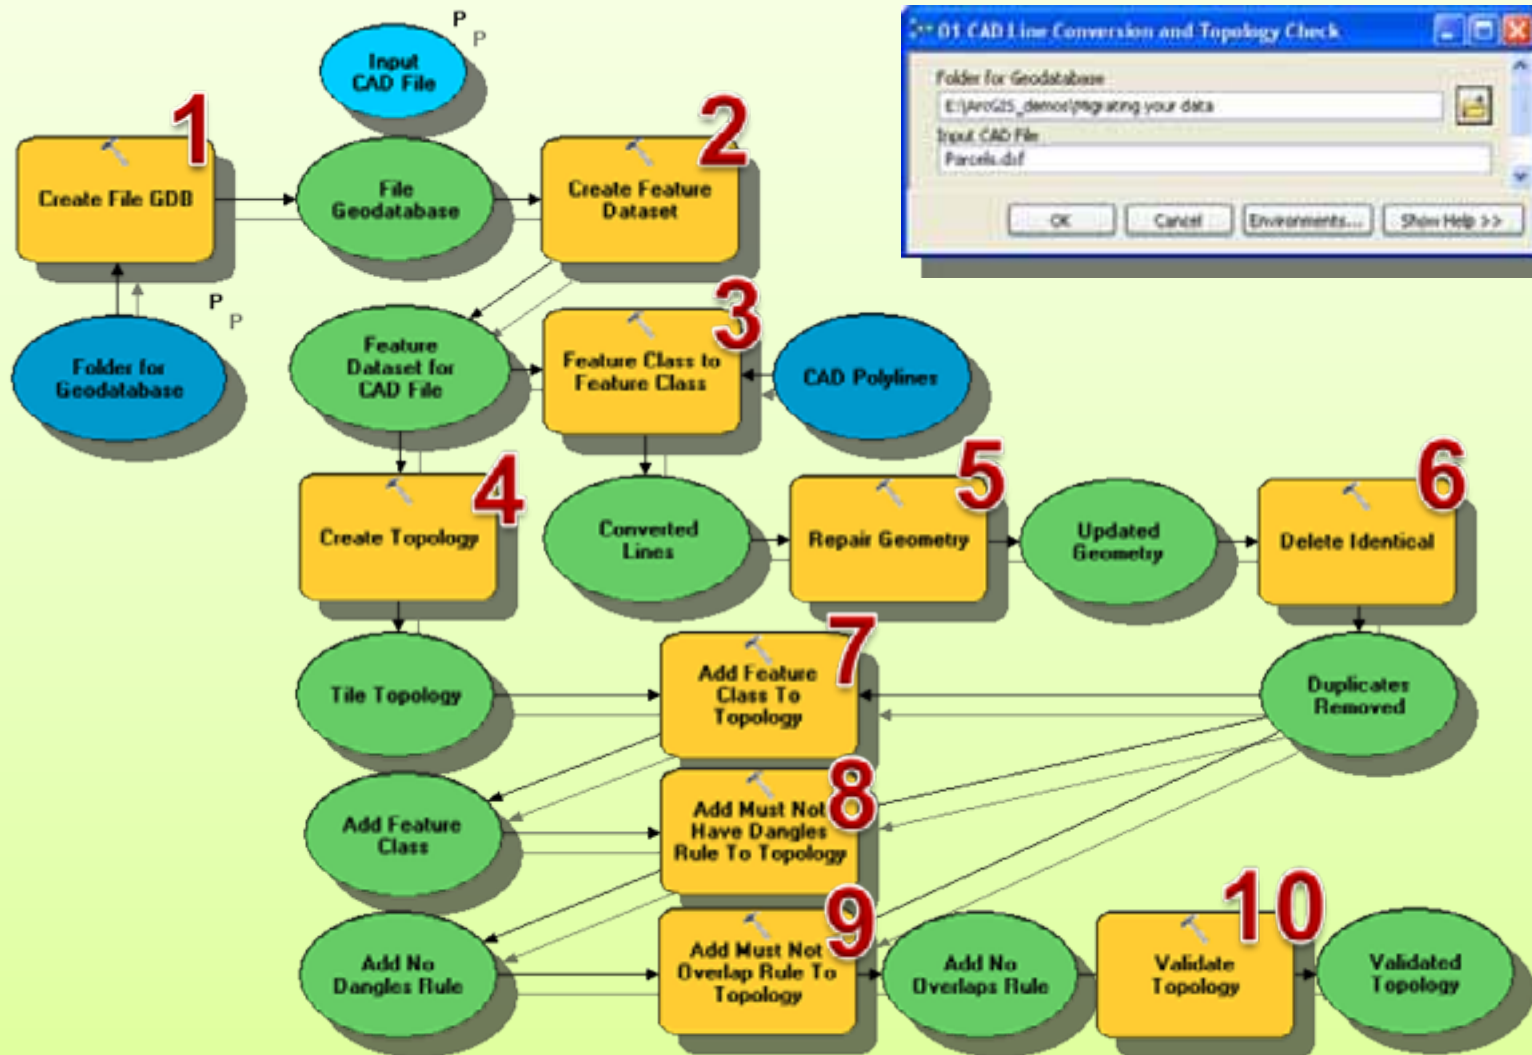 P
P
Input
CAD File
01 CAD Line Conversion and Topology Check
Folder for Geodatabase
E:\ArcGIS_demos\Migrating your data
Input CAD File
Parcels.dxf
OK
Cancel
Environments...
Show Help >>
1
Create File GDB
File
Geodatabase
2
Create Feature
Dataset
P
P
Folder for
Geodatabase
Feature
Dataset for
CAD File
3
Feature Class to
Feature Class
CAD Polylines
4
Create Topology
Converted
Lines
5
Repair Geometry
Updated
Geometry
6
Delete Identical
Tile Topology
7
Add Feature
Class To
Topology
Duplicates
Removed
Add Feature
Class
8
Add Must Not
Have Dangles
Rule To Topology
Add No
Dangles Rule
9
Add Must Not
Overlap Rule To
Topology
Add No
Overlaps Rule
10
Validate
Topology
Validated
Topology